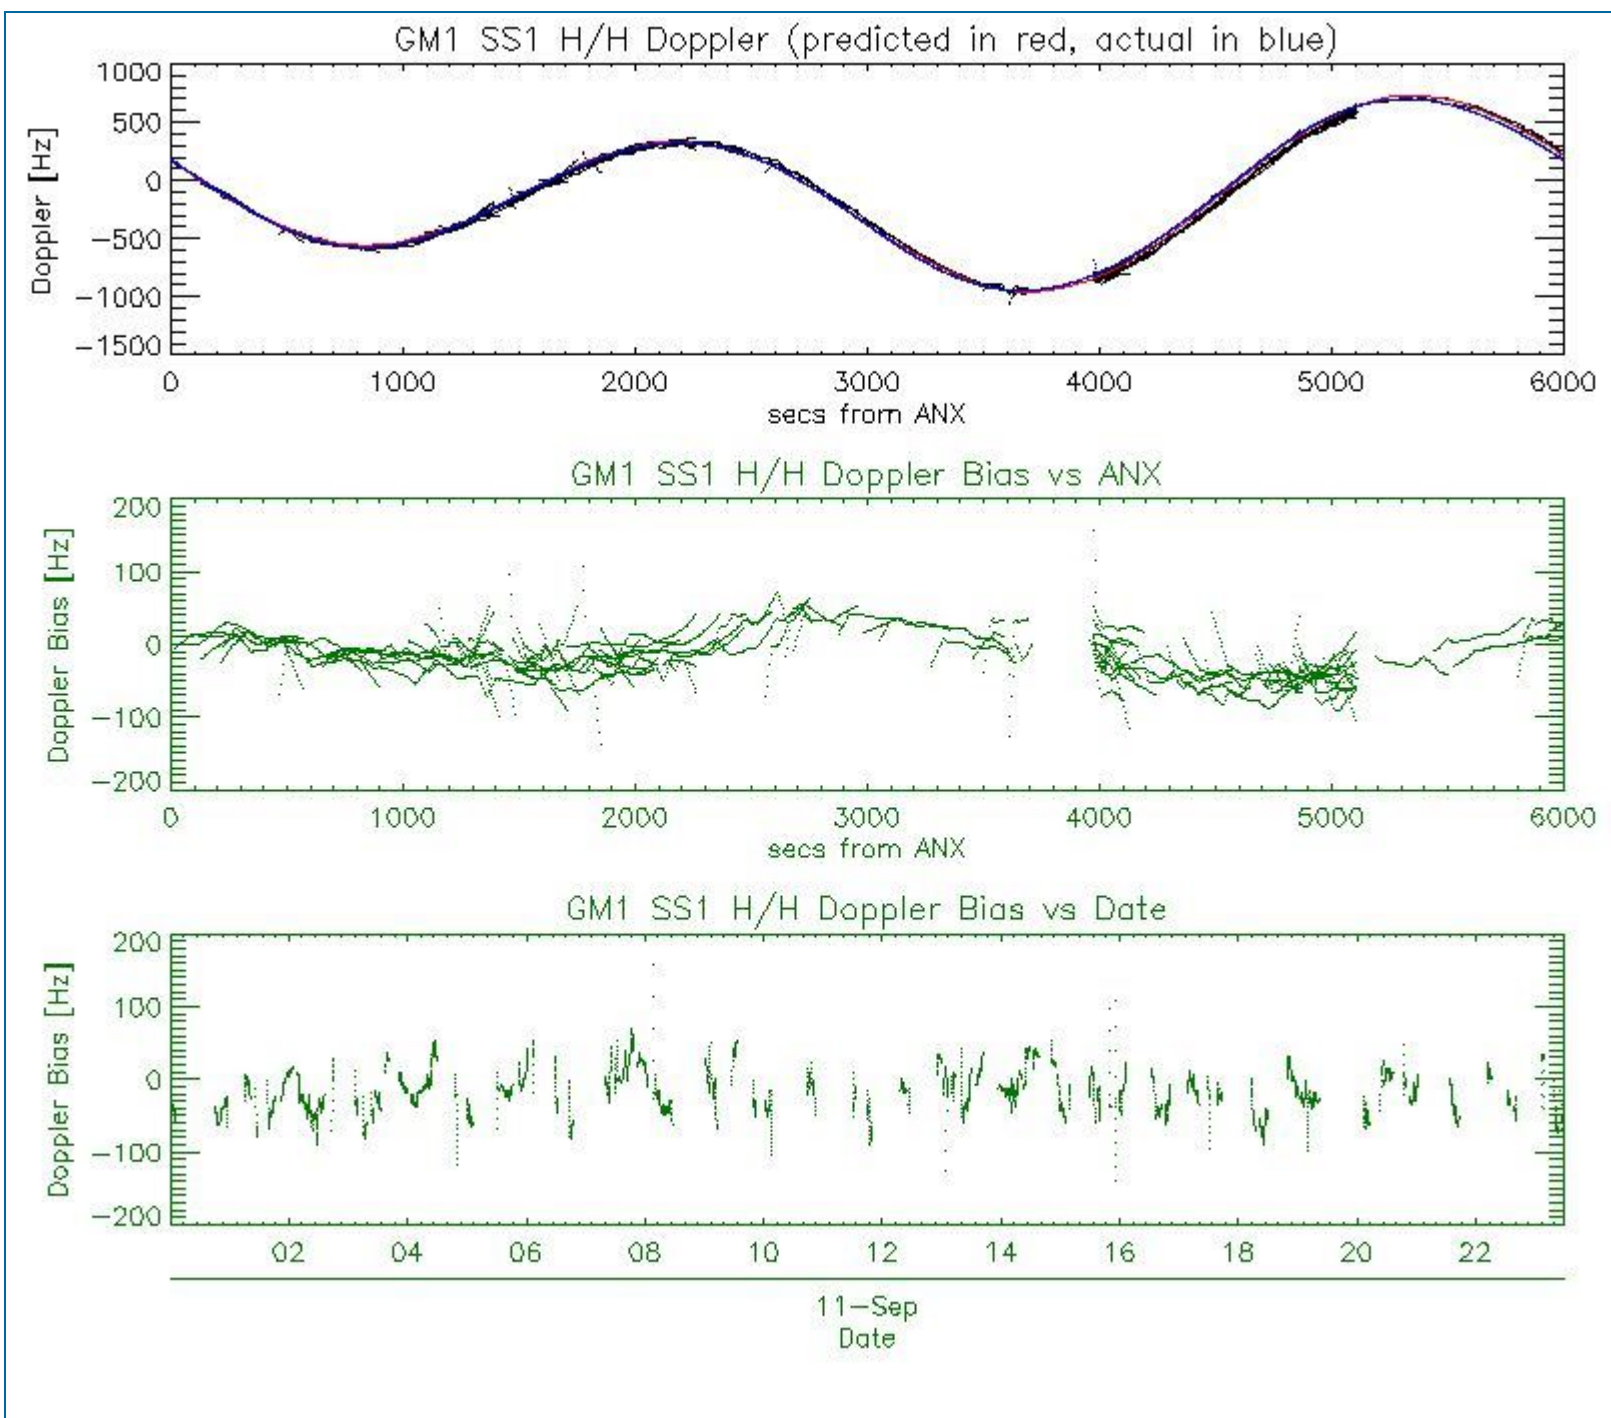 GM1 SS1 H/H Doppler (predicted in red, actual in blue)
1000
500
0
−500
−1000
−1500
Doppler [Hz]
0 1000 2000 3000 4000 5000 6000
secs from ANX
GM1 SS1 H/H Doppler Bias vs ANX
200
100
0
−100
−200
Doppler Bias [Hz]
0 1000 2000 3000 4000 5000 6000
secs from ANX
GM1 SS1 H/H Doppler Bias vs Date
200
100
0
−100
−200
Doppler Bias [Hz]
02 04 06 08 10 12 14 16 18 20 22
11−Sep
Date